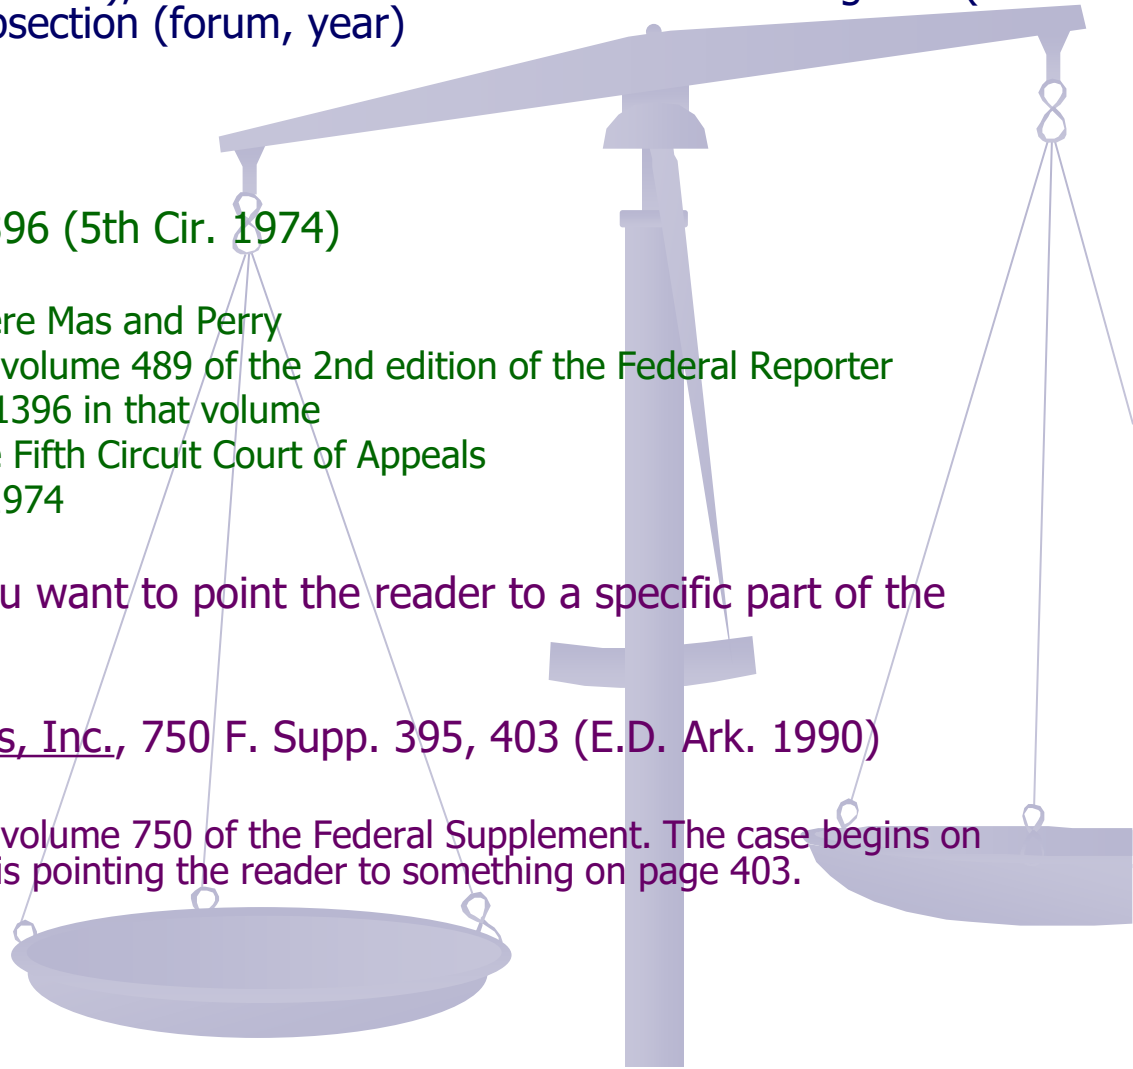 osection (forum, year)
396 (5th Cir. 1974)
ere Mas and Perry
volume 489 of the 2nd edition of the Federal Reporter
1396 in that volume
e Fifth Circuit Court of Appeals
1974
u want to point the reader to a specific part of the
s, Inc., 750 F. Supp. 395, 403 (E.D. Ark. 1990)
volume 750 of the Federal Supplement. The case begins on
is pointing the reader to something on page 403.